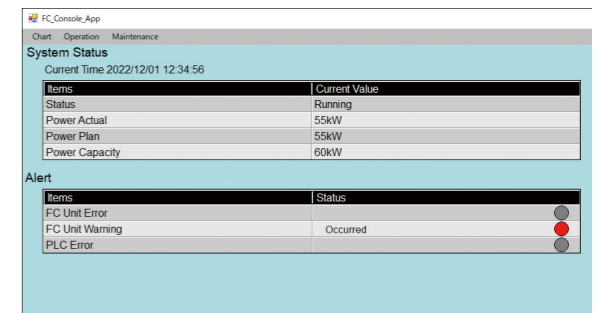 FC_Console_App
Chart Operation Maintenance
System Status
Current Time 2022/12/01 12:34:56
Items Current Value
Status Running
Power Actual 55kW
Power Plan 55kW
Power Capacity 60kW
Alert
Items Status
FC Unit Error
FC Unit Warning Occurred
PLC Error